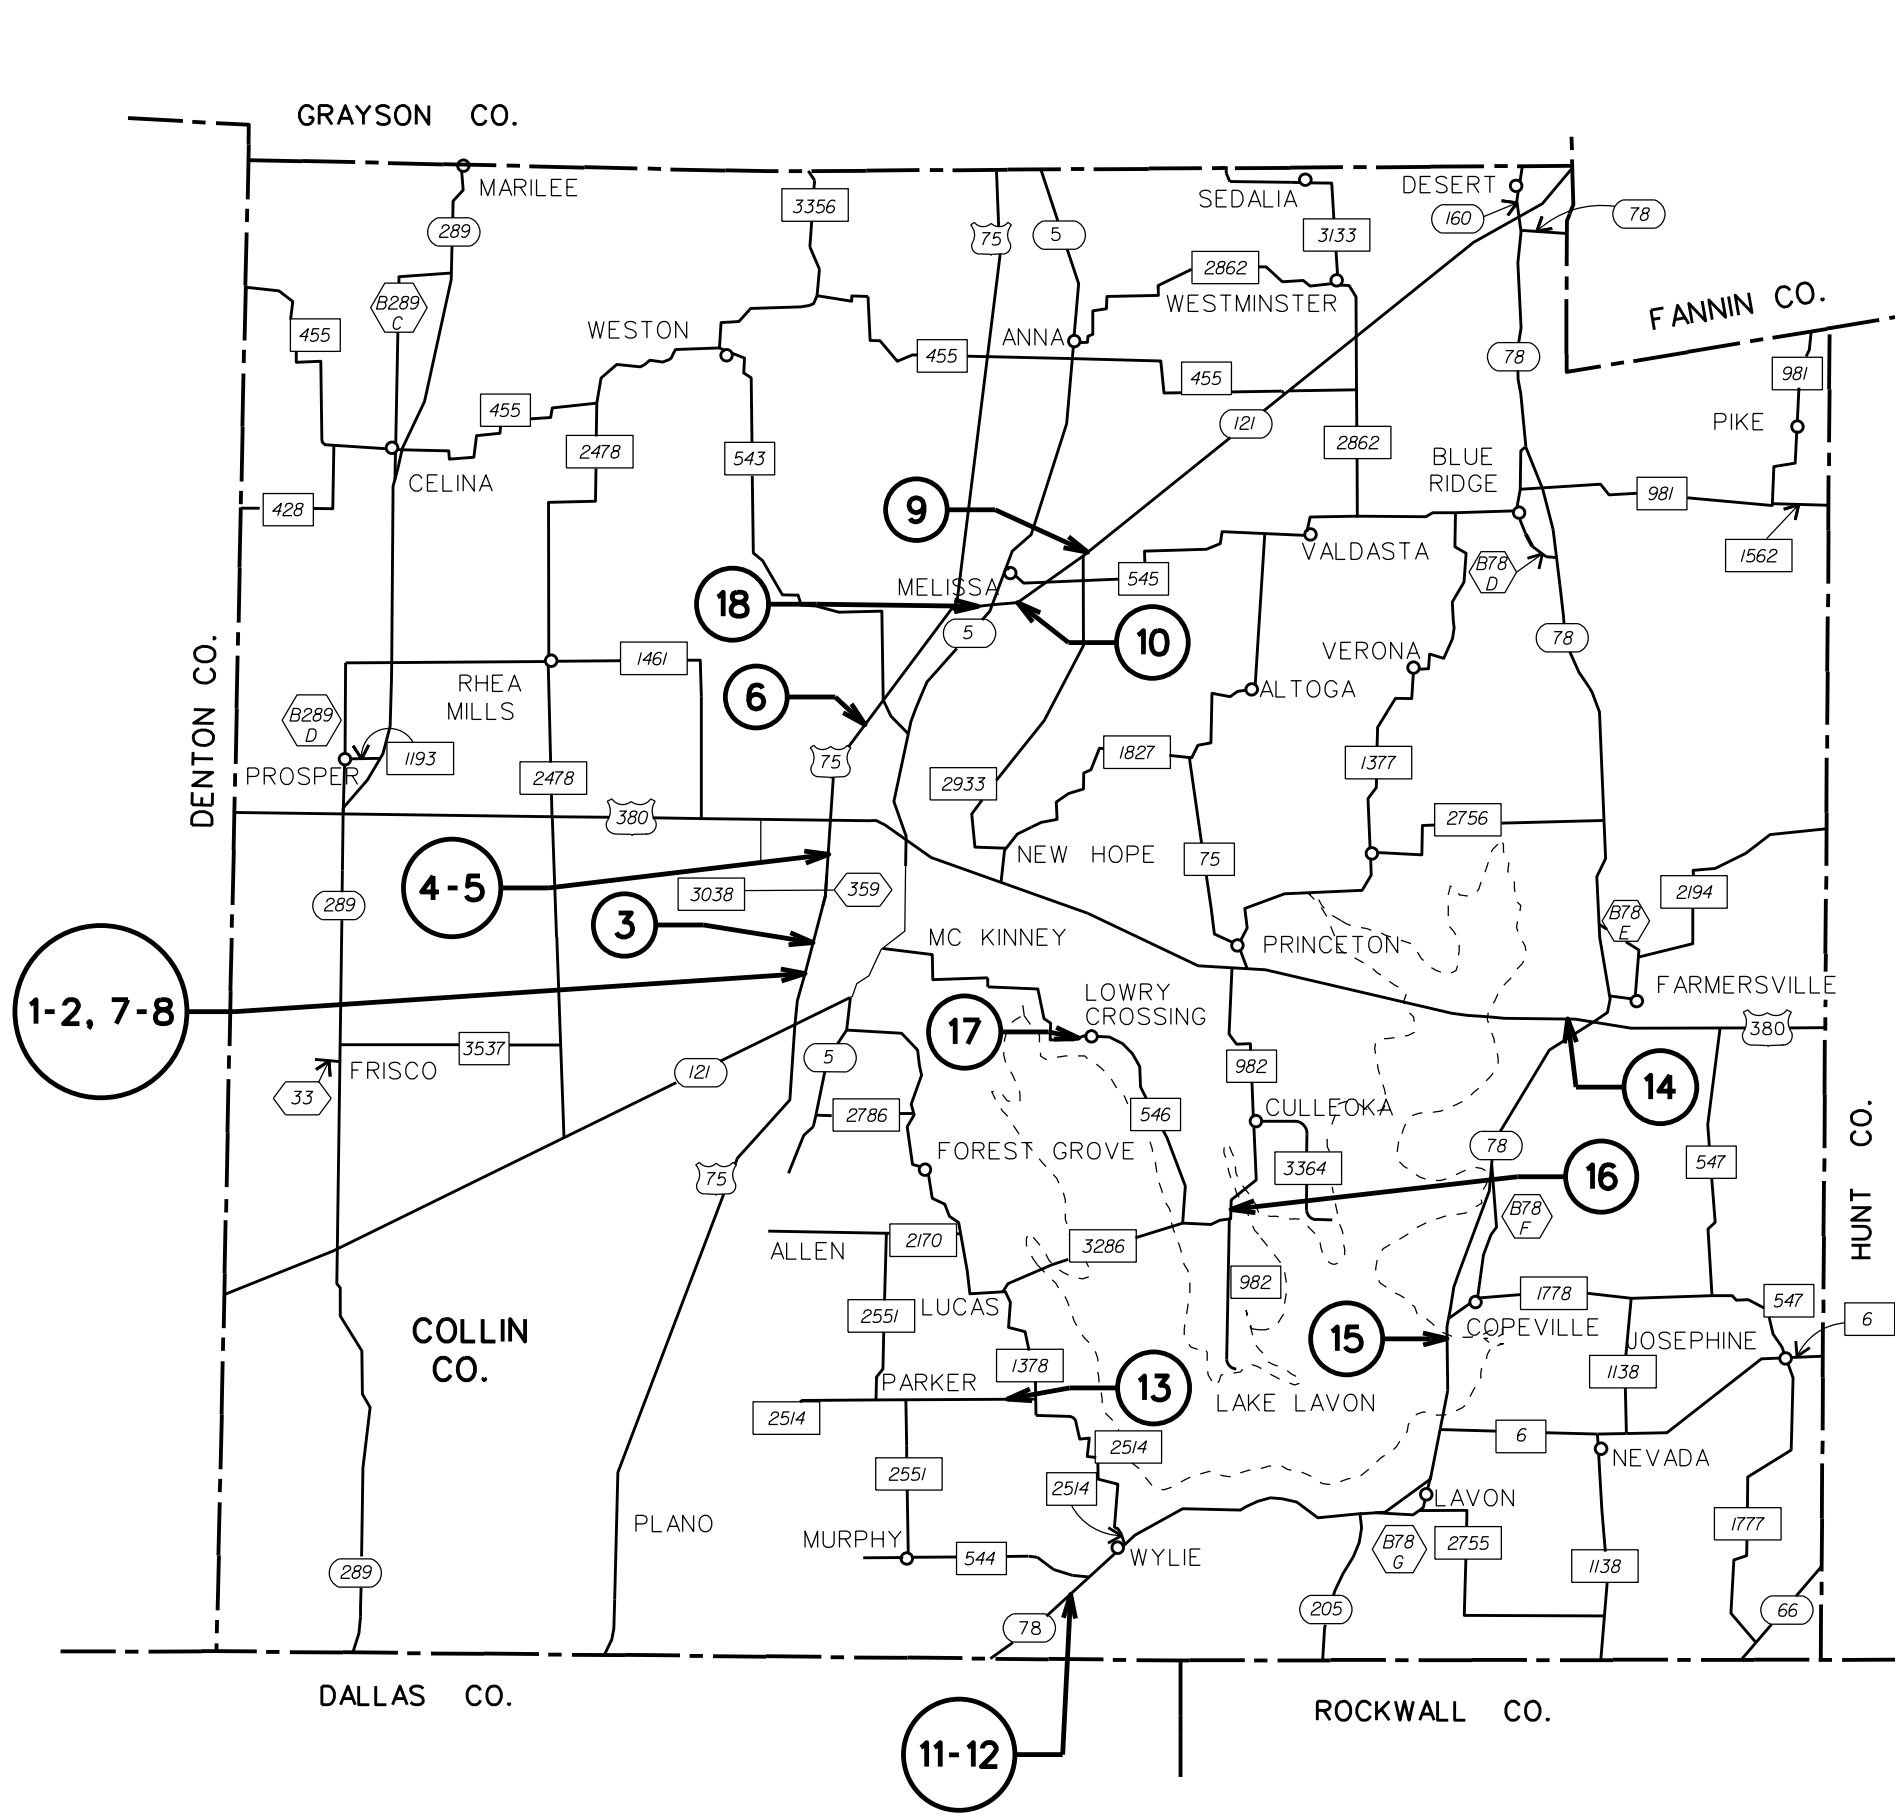 GRAYSON CO.
MARILEE
289
B289
C
455
3356
75
5
SEDALIA
3133
DESERT
160
78
2862
WESTMINSTER
FANNIN CO.
WESTON
ANNA
455
455
78
981
PIKE
455
2478
543
121
2862
BLUE
RIDGE
981
1562
CELINA
428
9
VALDASTA
B78
D
MELISSA
545
18
5
10
78
DENTON CO.
1461
VERONA
RHEA
MILLS
6
ALTOGA
B289
D
1193
PROSPER
75
2478
2933
1827
1377
380
2756
4-5
NEW HOPE
75
3038
359
289
3
2194
B78
E
MC KINNEY
PRINCETON
1-2, 7-8
LOWRY
CROSSING
FARMERSVILLE
17
380
3537
FRISCO
33
121
5
982
14
2786
546
CULLEOKA
HUNT CO.
FOREST GROVE
78
547
75
3364
16
B78
F
2170
ALLEN
3286
982
2551
LUCAS
1778
547
6
COLLIN
CO.
15
COPEVILLE
JOSEPHINE
1378
1138
PARKER
13
LAKE LAVON
2514
2514
6
2551
2514
NEVADA
LAVON
PLANO
MURPHY
544
WYLIE
B78
G
2755
1777
1138
289
78
205
66
DALLAS CO.
ROCKWALL CO.
11-12